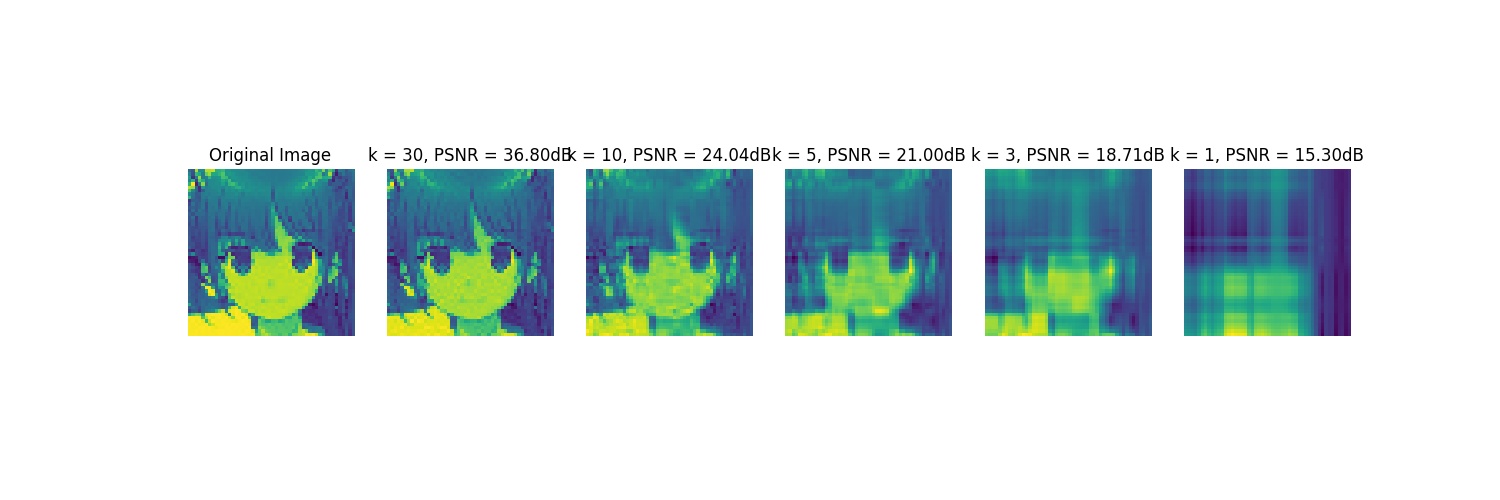 Original Image
k = 30, PSNR = 36.80dB
k = 10, PSNR = 24.04dB
k = 5, PSNR = 21.00dB
k = 3, PSNR = 18.71dB
k = 1, PSNR = 15.30dB